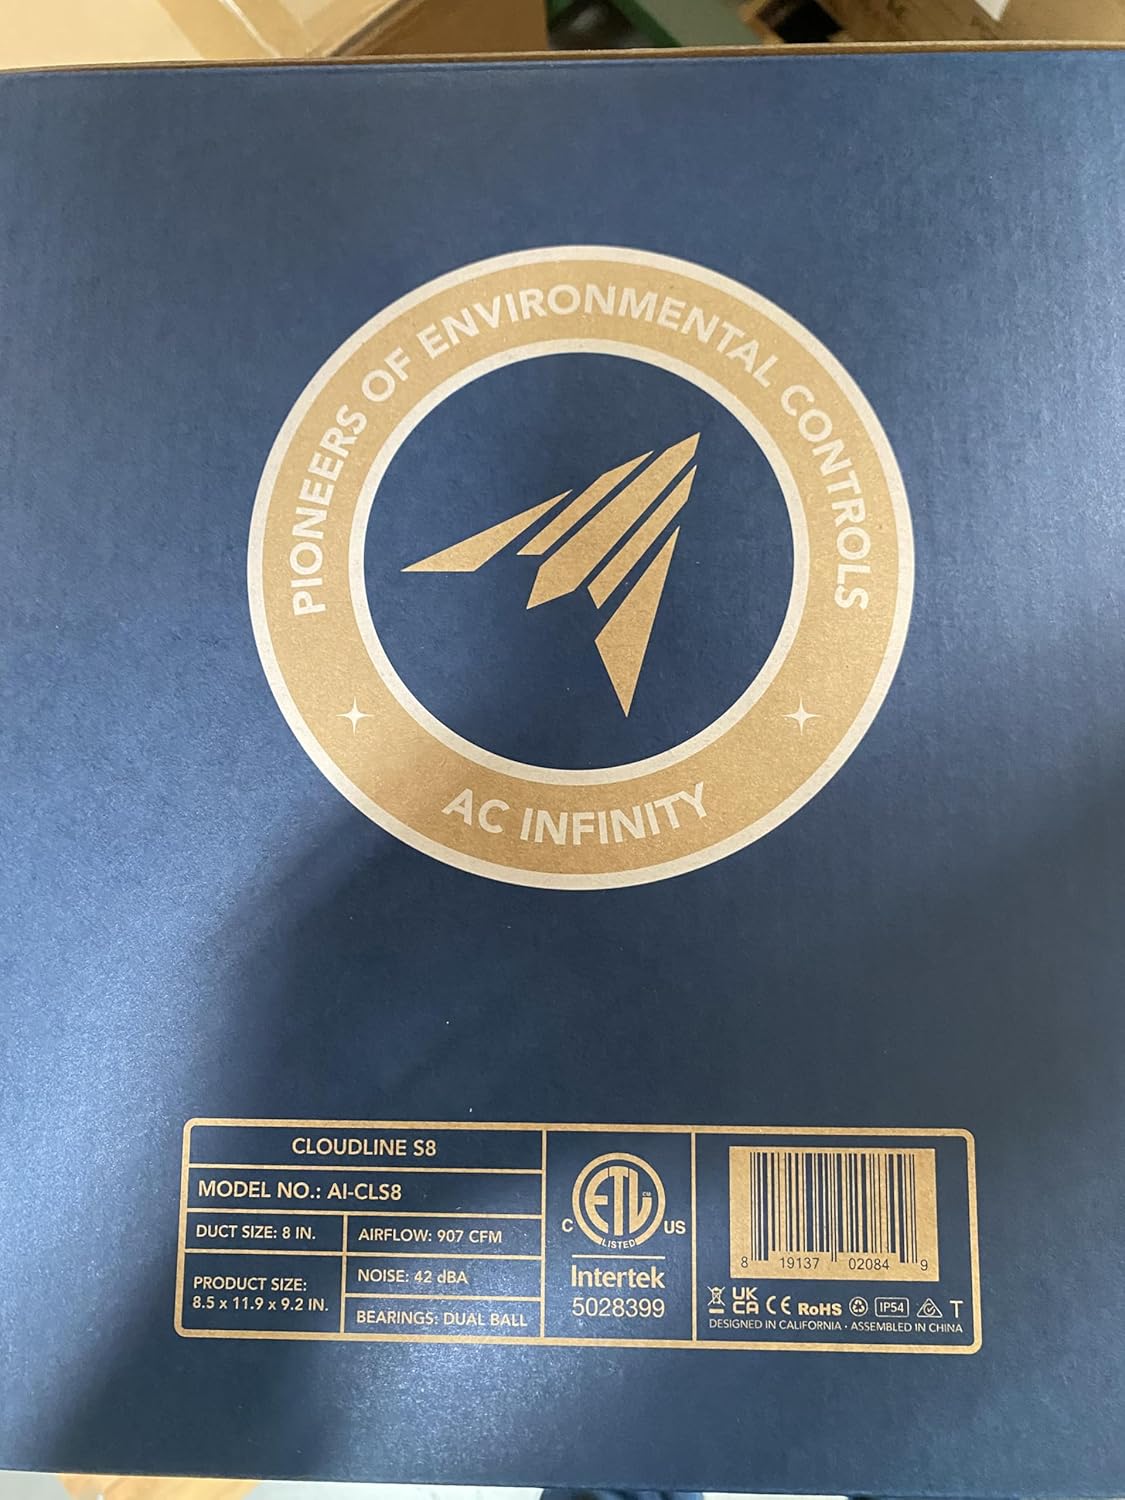 PIONEERS OF ENVIRONMENTAL CONTROLS
AC INFINITY
CLOUDLINE S8
MODEL NO.: AI-CLS8
DUCT SIZE: 8 IN.
AIRFLOW: 907 CFM
PRODUCT SIZE:
8.5 x 11.9 x 9.2 IN.
NOISE: 42 dBA
BEARINGS: DUAL BALL
ETL CM
C US
LISTED
Intertek
5028399
8 19137 02084 9
UK
CA CE RoHS IP54 T
DESIGNED IN CALIFORNIA · ASSEMBLED IN CHINA